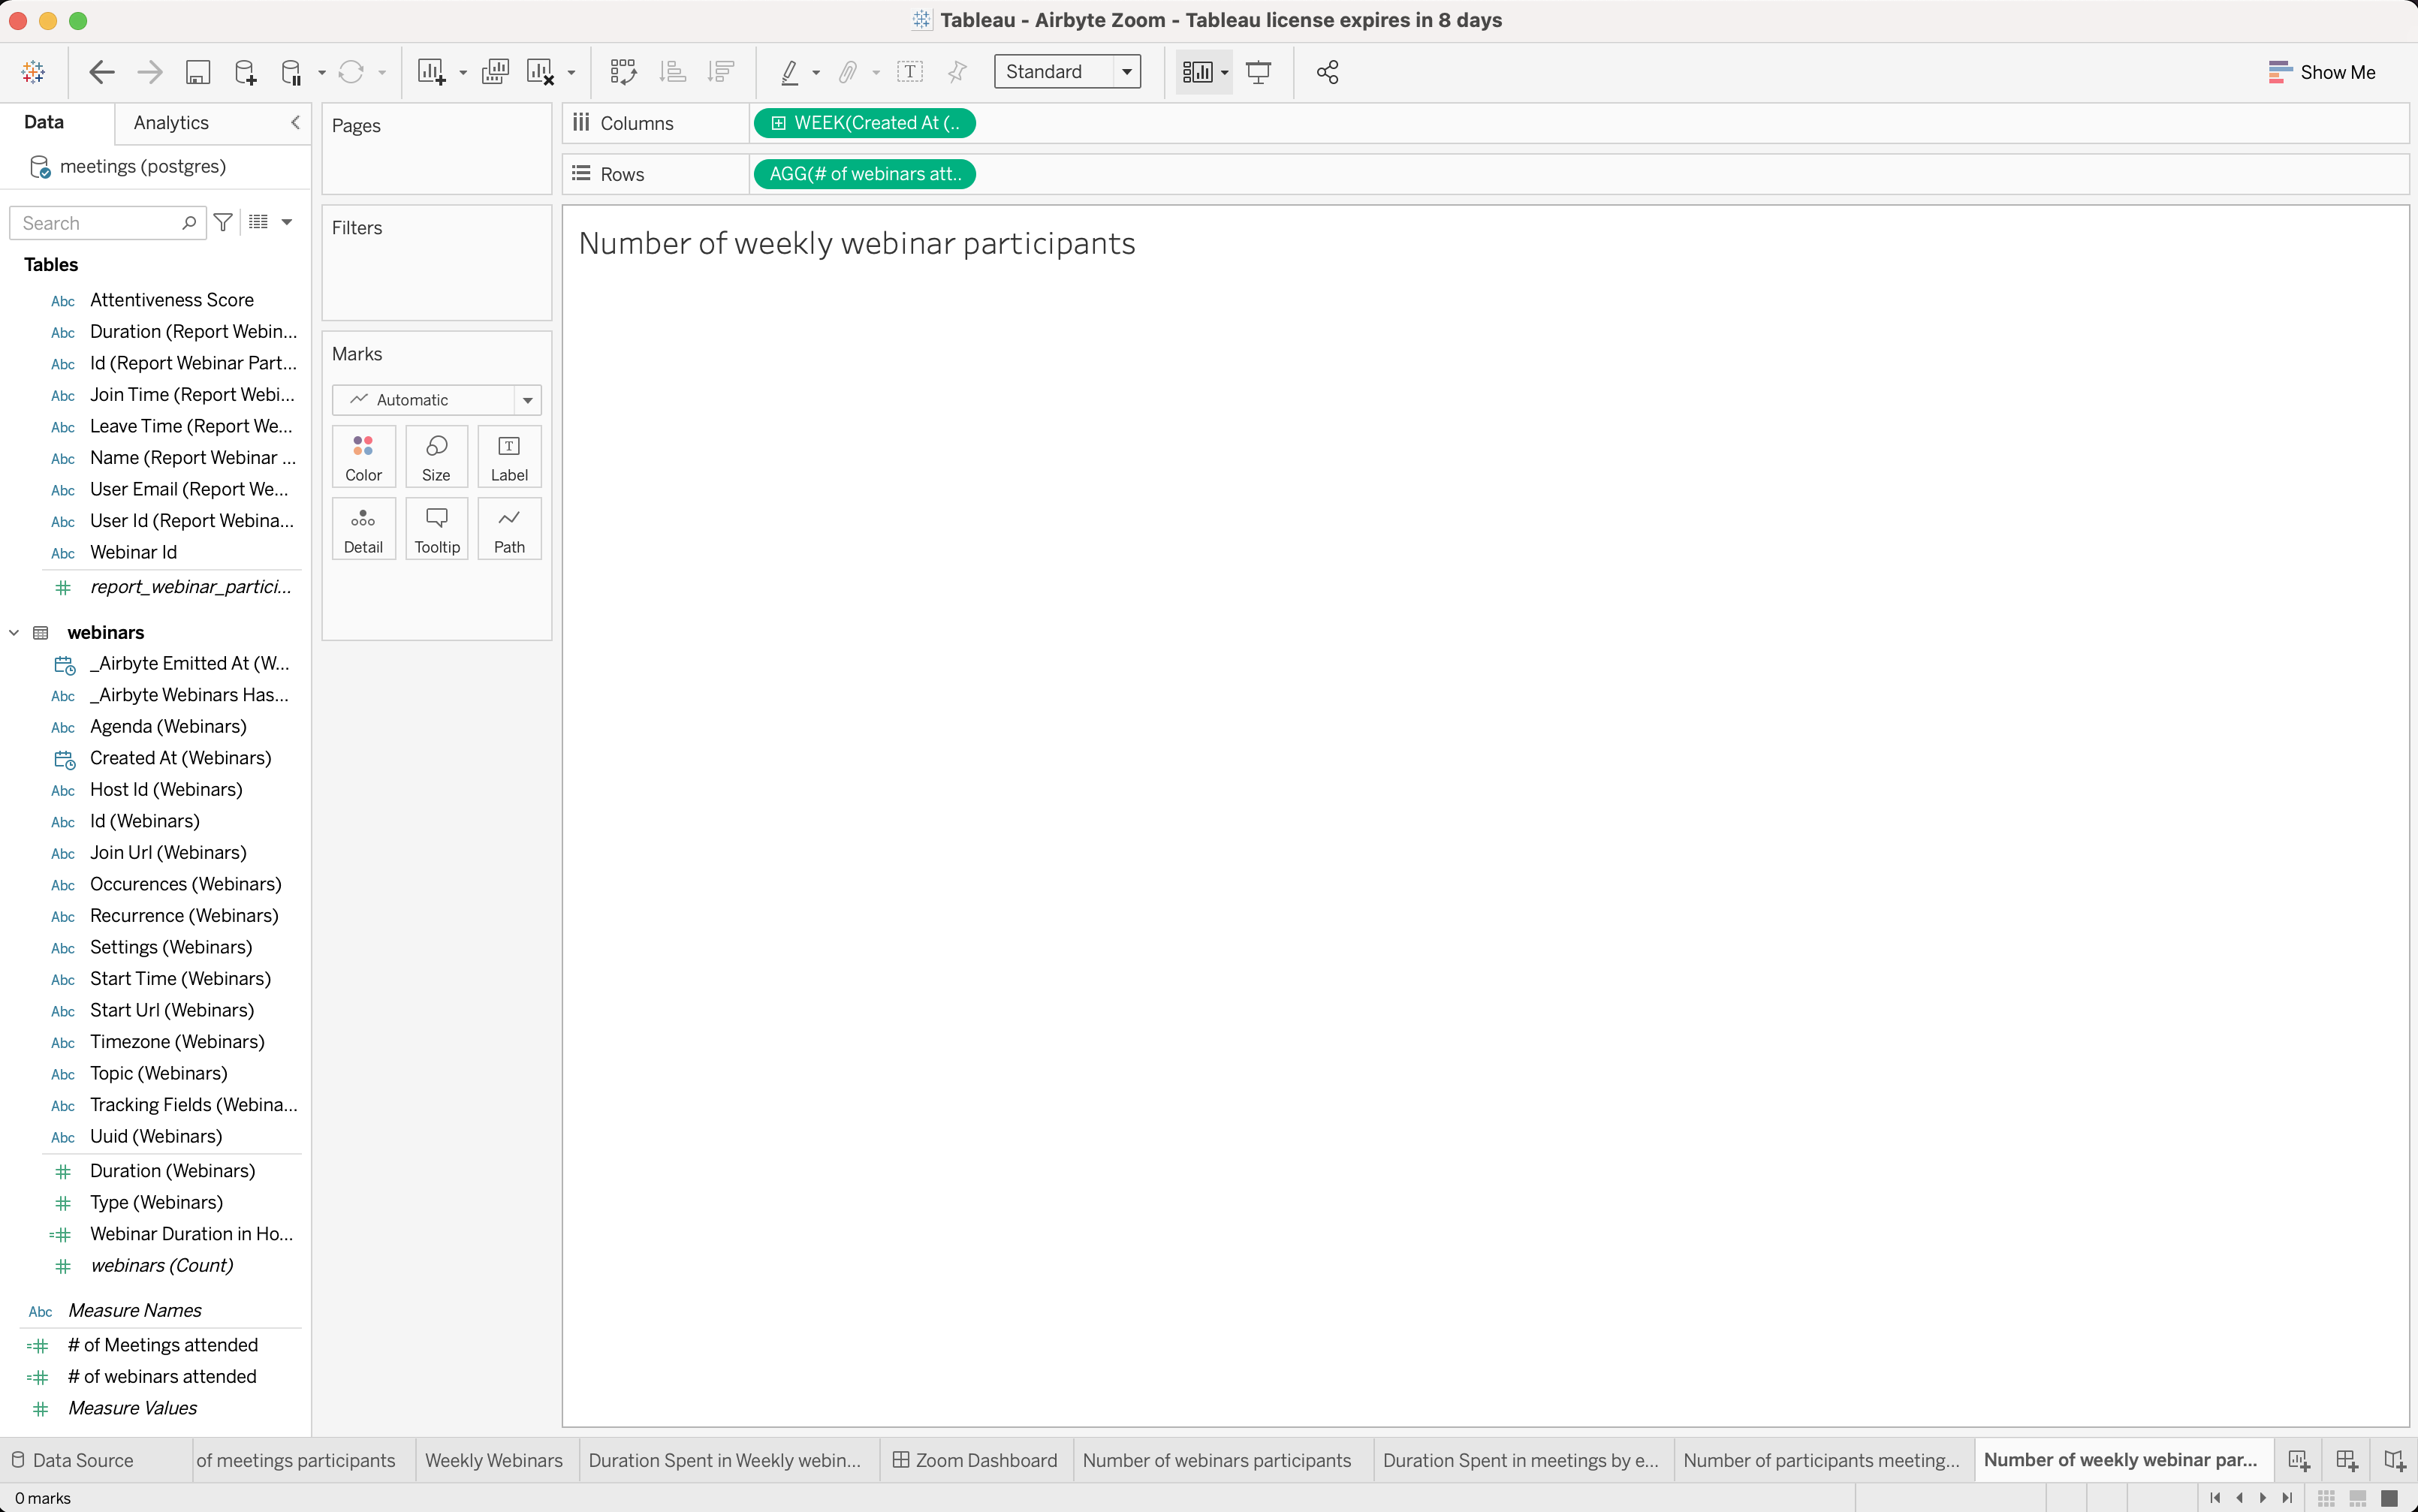 Tableau - Airbyte Zoom - Tableau license expires in 8 days
Standard
Show Me
Data
Analytics
meetings (postgres)
Search
Tables
Abc Attentiveness Score
Abc Duration (Report Webin...
Abc Id (Report Webinar Part...
Abc Join Time (Report Webi...
Abc Leave Time (Report We...
Abc Name (Report Webinar ...
Abc User Email (Report We...
Abc User Id (Report Webina...
Abc Webinar Id
# report_webinar_partici...
webinars
_Airbyte Emitted At (W...
Abc _Airbyte Webinars Has...
Abc Agenda (Webinars)
Created At (Webinars)
Abc Host Id (Webinars)
Abc Id (Webinars)
Abc Join Url (Webinars)
Abc Occurences (Webinars)
Abc Recurrence (Webinars)
Abc Settings (Webinars)
Abc Start Time (Webinars)
Abc Start Url (Webinars)
Abc Timezone (Webinars)
Abc Topic (Webinars)
Abc Tracking Fields (Webina...
Abc Uuid (Webinars)
# Duration (Webinars)
# Type (Webinars)
=# Webinar Duration in Ho...
# webinars (Count)
Abc Measure Names
=# # of Meetings attended
=# # of webinars attended
# Measure Values
Pages
Filters
Marks
Automatic
Color Size Label
Detail Tooltip Path
Columns WEEK(Created At (..
Rows AGG(# of webinars att..
Number of weekly webinar participants
Data Source of meetings participants Weekly Webinars Duration Spent in Weekly webin... Zoom Dashboard Number of webinars participants Duration Spent in meetings by e... Number of participants meeting... Number of weekly webinar par...
0 marks